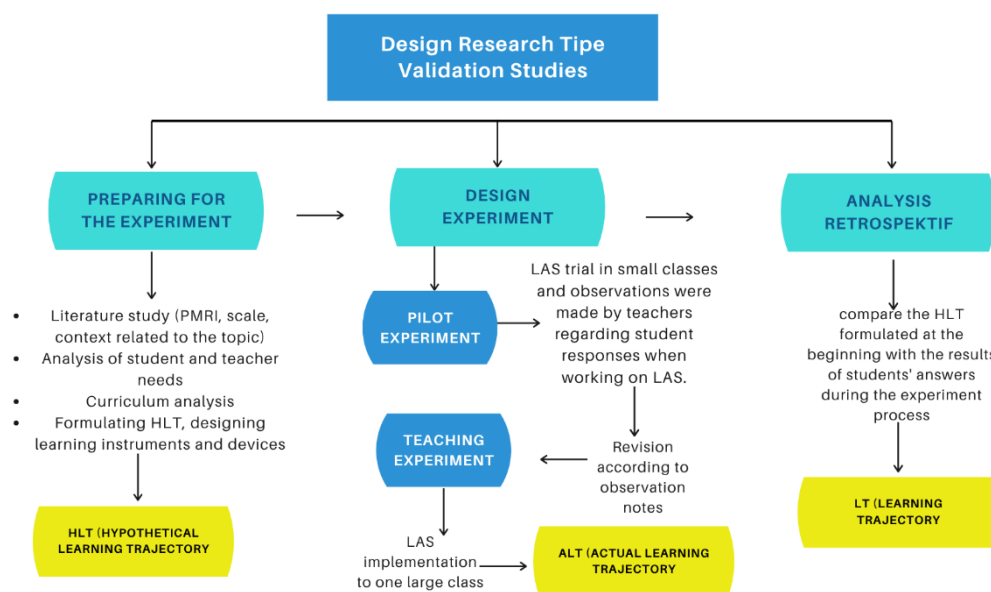 Design Research Tipe
Validation Studies
PREPARING FOR
THE EXPERIMENT
DESIGN
EXPERIMENT
ANALYSIS
RETROSPEKTIF
• Literature study (PMRI, scale,
context related to the topic)
• Analysis of student and teacher
needs
• Curriculum analysis
• Formulating HLT, designing
learning instruments and devices
HLT (HYPOTHETICAL
LEARNING TRAJECTORY
PILOT
EXPERIMENT
LAS trial in small classes
and observations were
made by teachers
regarding student
responses when
working on LAS.
Revision
according to
observation
notes
TEACHING
EXPERIMENT
LAS
implementation
to one large class
ALT (ACTUAL LEARNING
TRAJECTORY
compare the HLT
formulated at the
beginning with the results
of students' answers
during the experiment
process
LT (LEARNING
TRAJECTORY